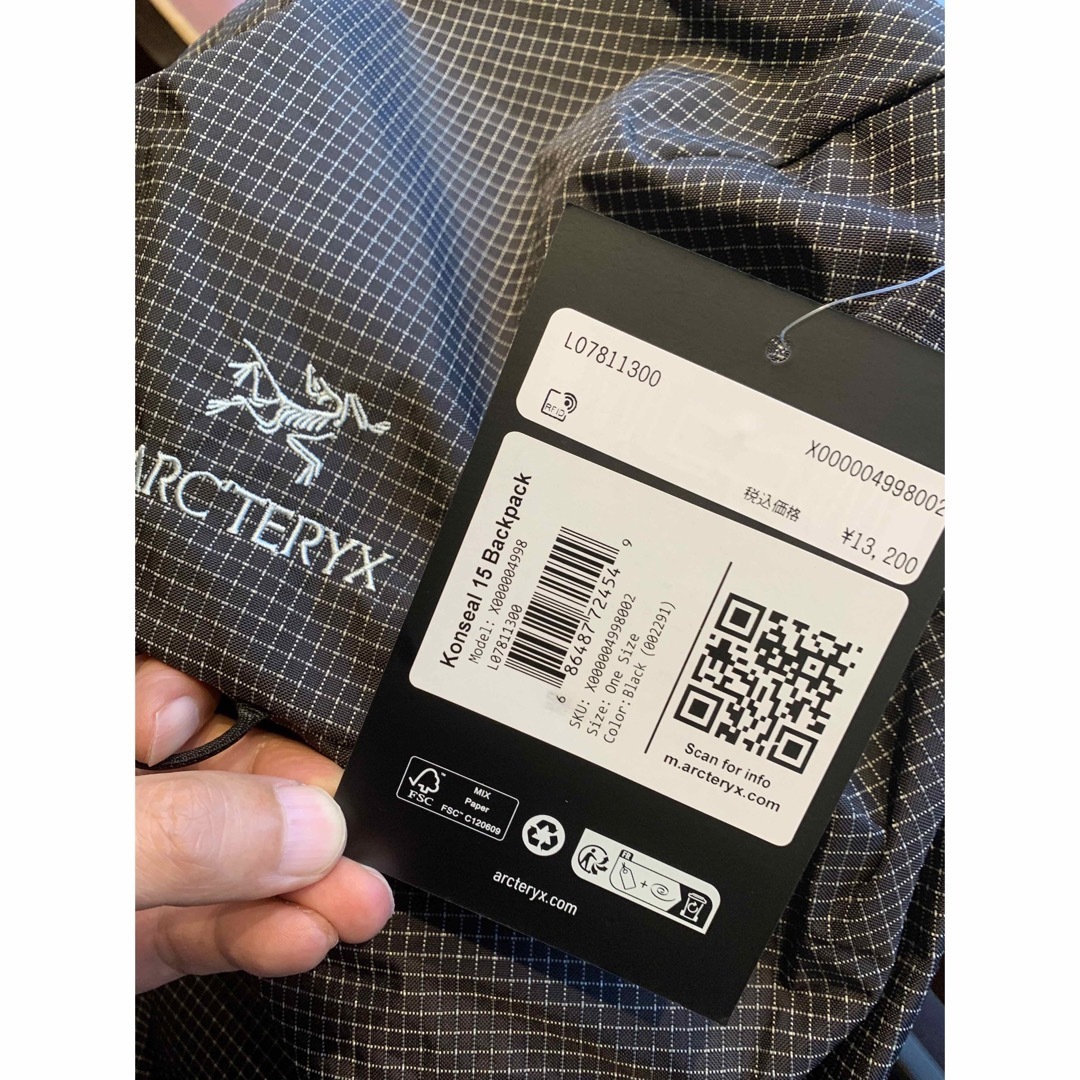 ARC'TERYX
L07811300
RFID
X000004998002
税込価格
¥13,200
Konseal 15 Backpack
Model: X000004998
L07811300
6 86487 72454 9
SKU: X000004998002
Size: One Size
Color: Black (002291)
Scan for info
m.arcteryx.com
FSC™
MIX
Paper
FSC™ C120609
FR
+
arcteryx.com